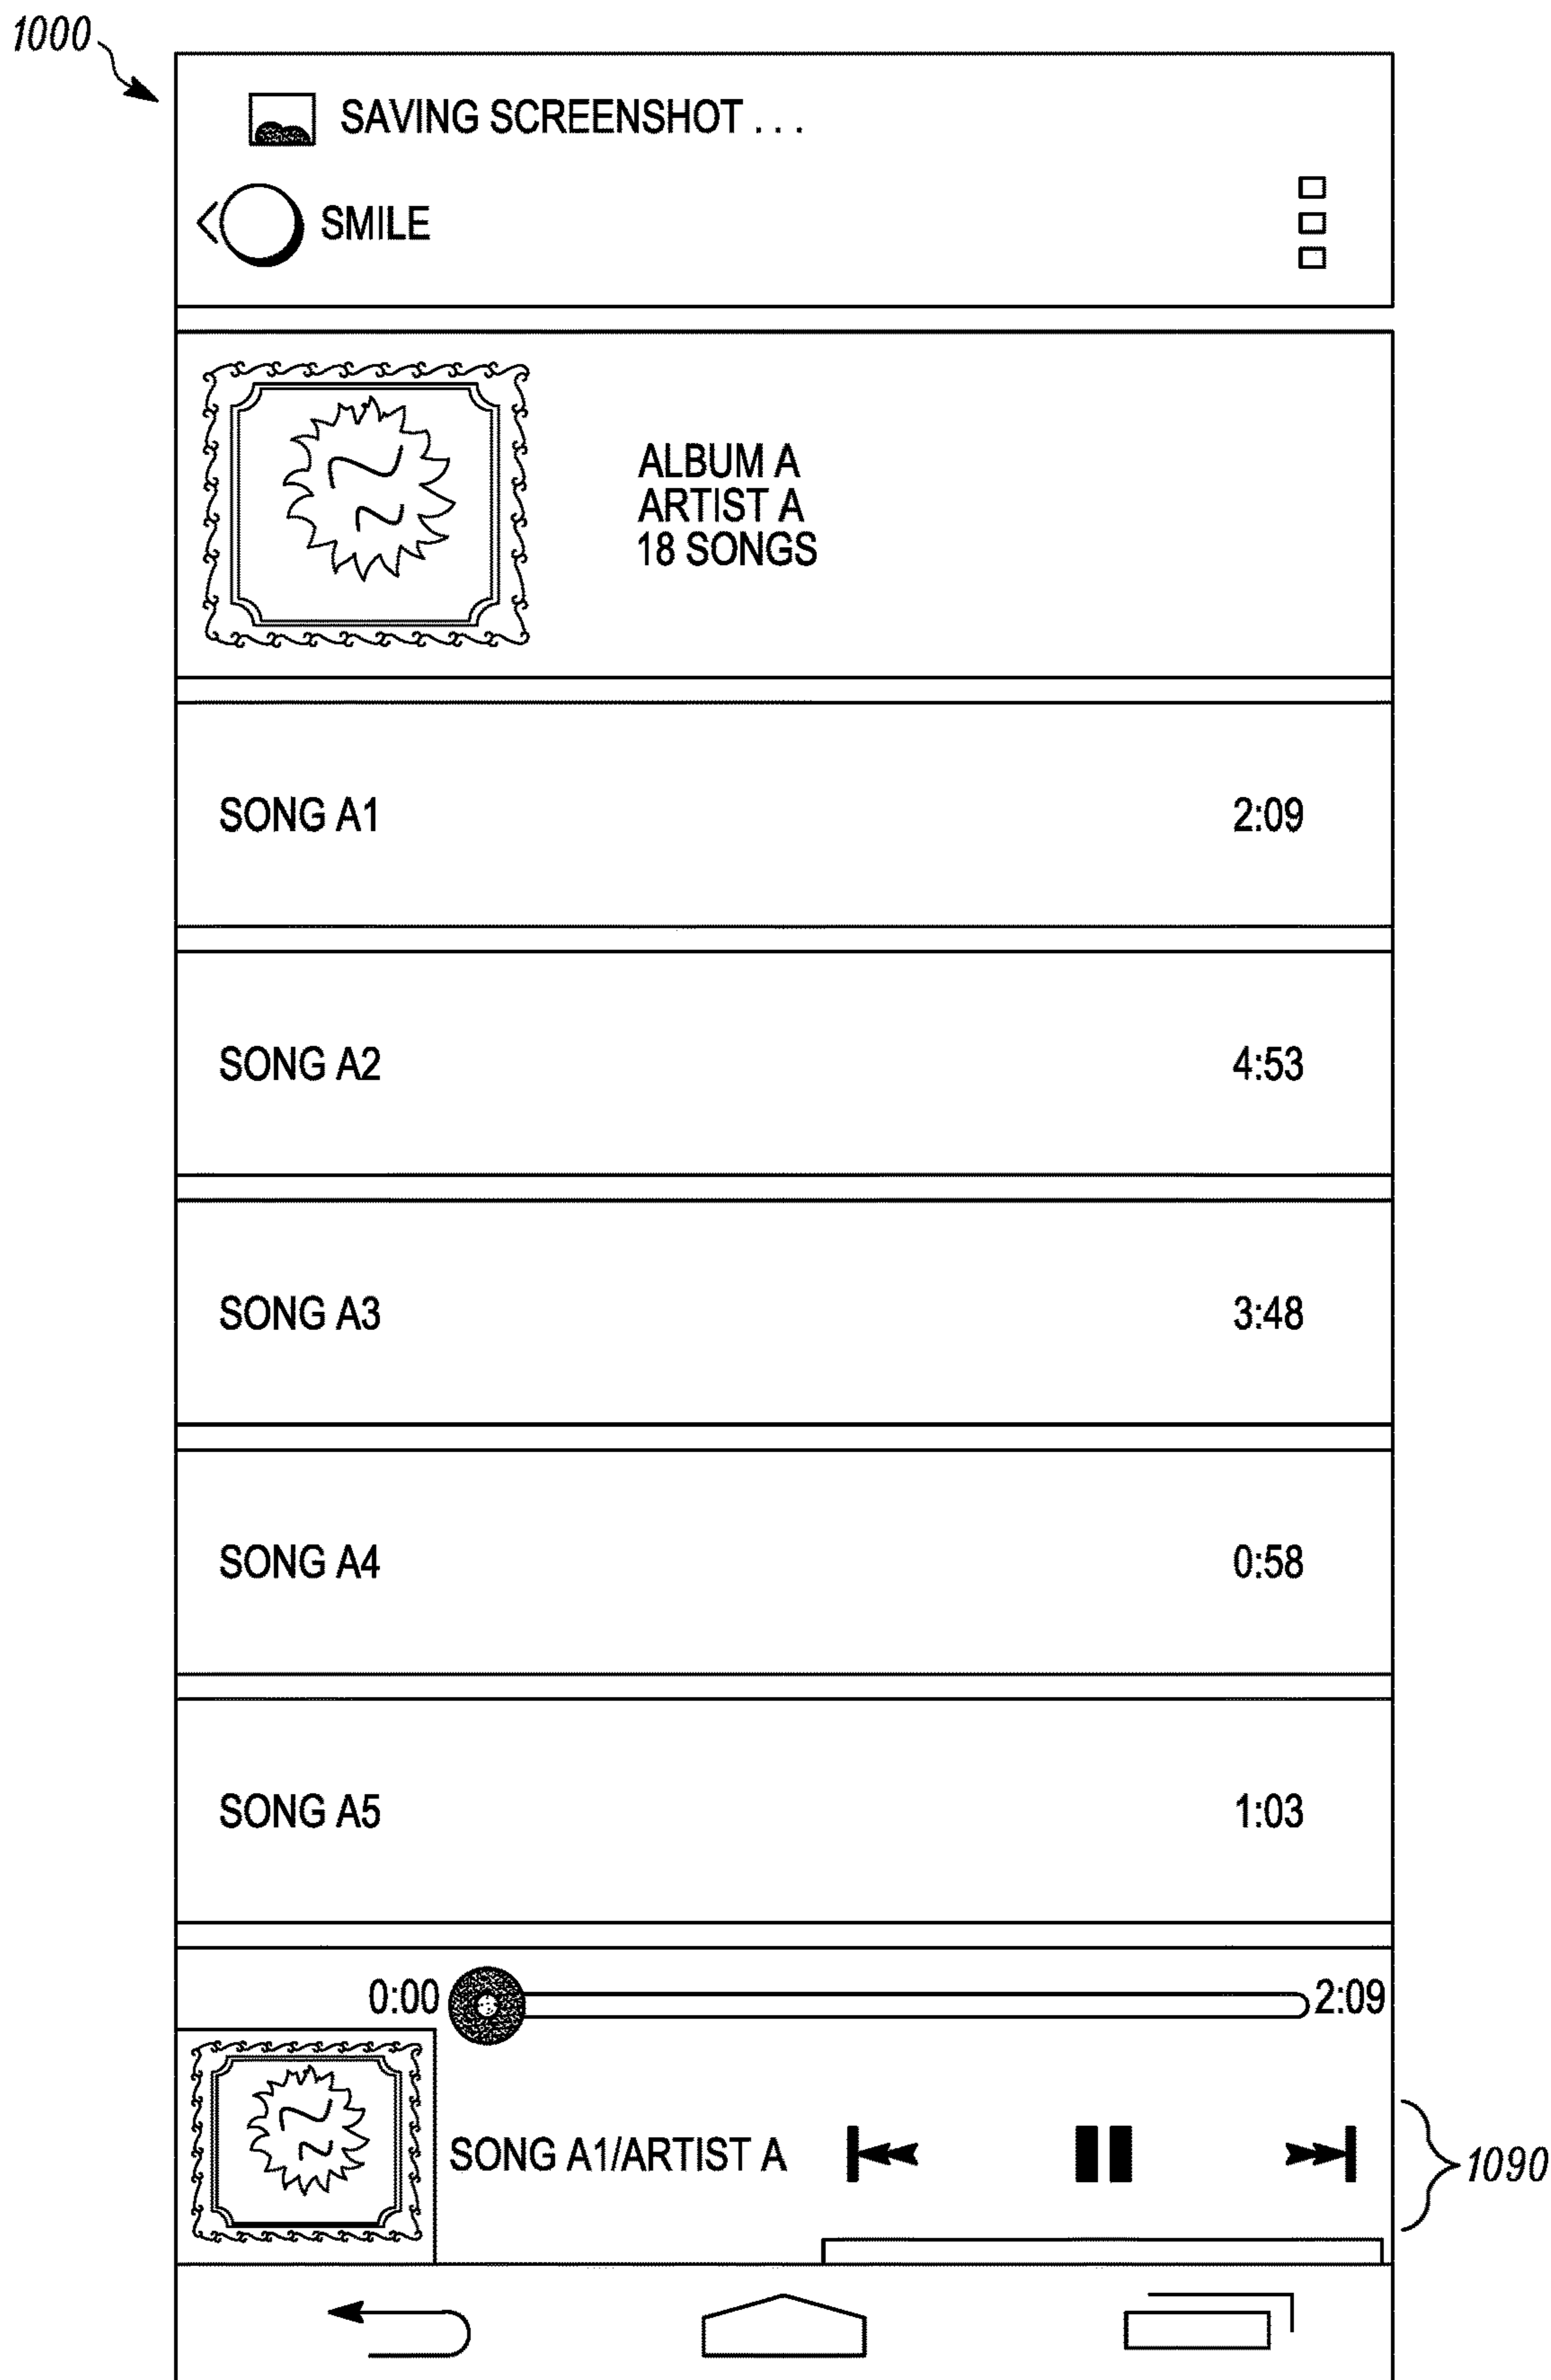 1000
SAVING SCREENSHOT . . .
SMILE
ALBUM A
ARTIST A
18 SONGS
SONG A1 2:09
SONG A2 4:53
SONG A3 3:48
SONG A4 0:58
SONG A5 1:03
0:00 2:09
SONG A1/ARTIST A
1090